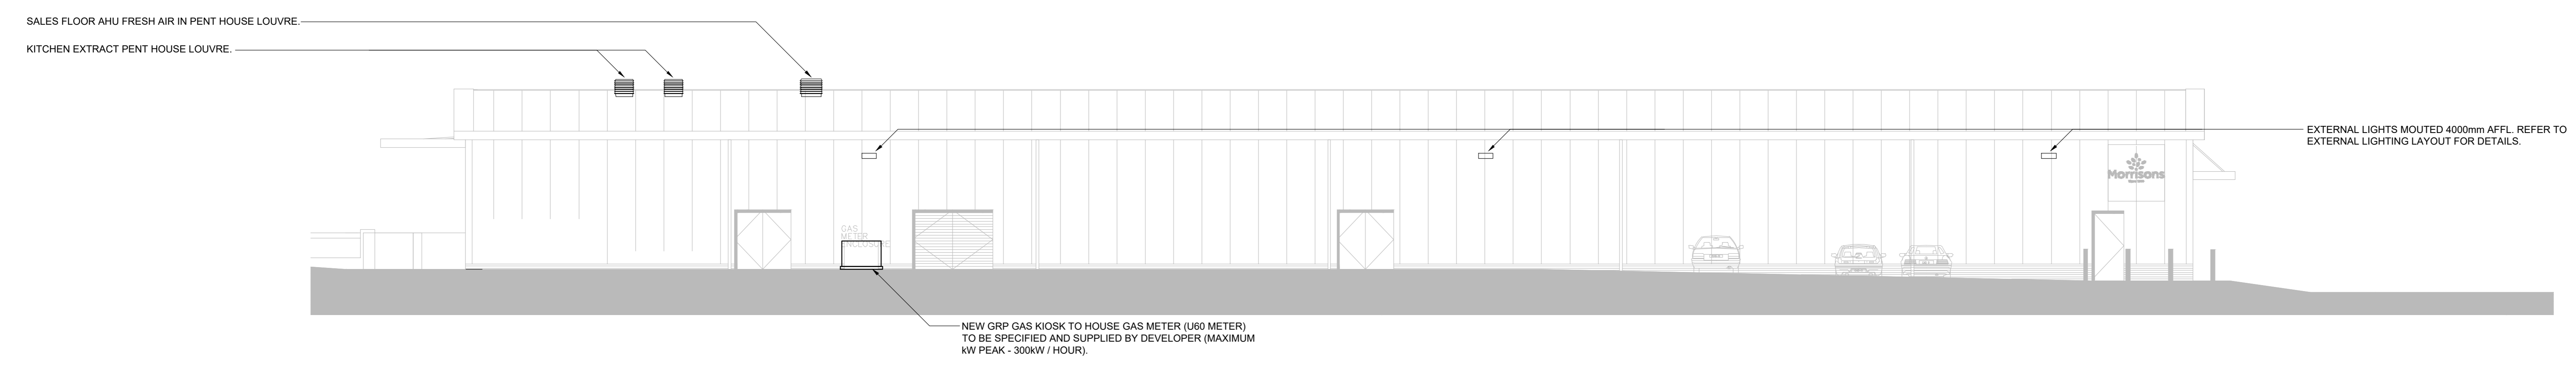 SALES FLOOR AHU FRESH AIR IN PENT HOUSE LOUVRE.
KITCHEN EXTRACT PENT HOUSE LOUVRE.
EXTERNAL LIGHTS MOUTED 4000mm AFFL. REFER TO
EXTERNAL LIGHTING LAYOUT FOR DETAILS.
Morrisons
GAS
METER
ENCLOSURE
NEW GRP GAS KIOSK TO HOUSE GAS METER (U60 METER)
TO BE SPECIFIED AND SUPPLIED BY DEVELOPER (MAXIMUM
kW PEAK - 300kW / HOUR).